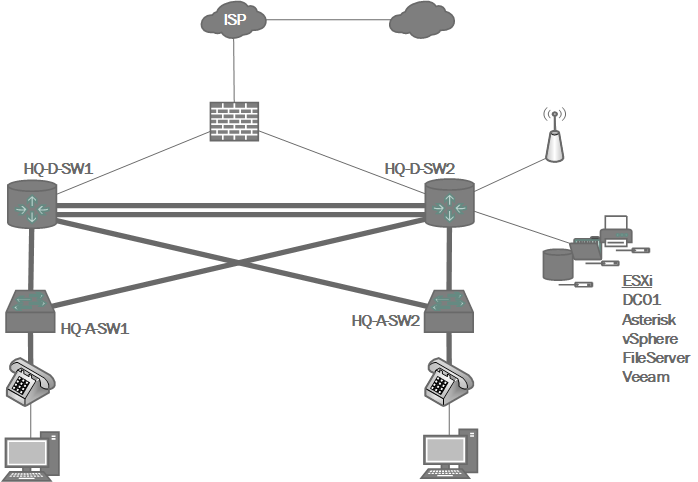 ISP
HQ-D-SW1
HQ-D-SW2
HQ-A-SW1
HQ-A-SW2
ESXi
DC01
Asterisk
vSphere
FileServer
Veeam